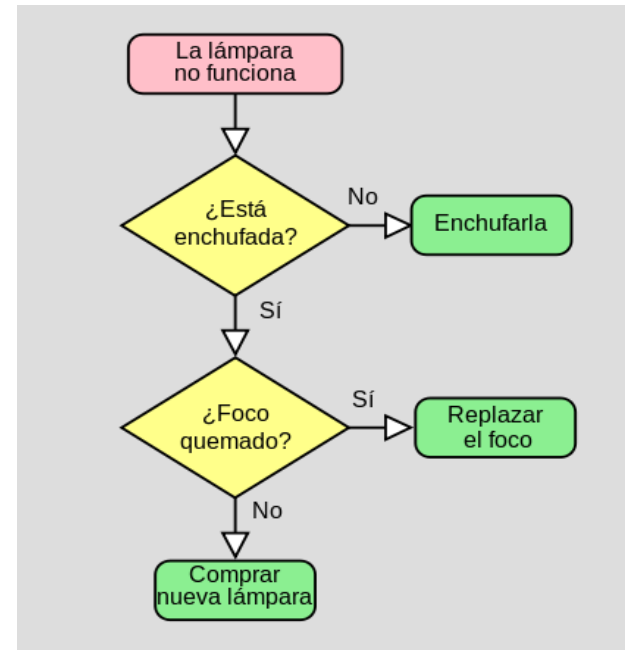 La lámpara
no funciona
¿Está
enchufada?
No
Enchufarla
Sí
¿Foco
quemado?
Sí
Replazar
el foco
No
Comprar
nueva lámpara